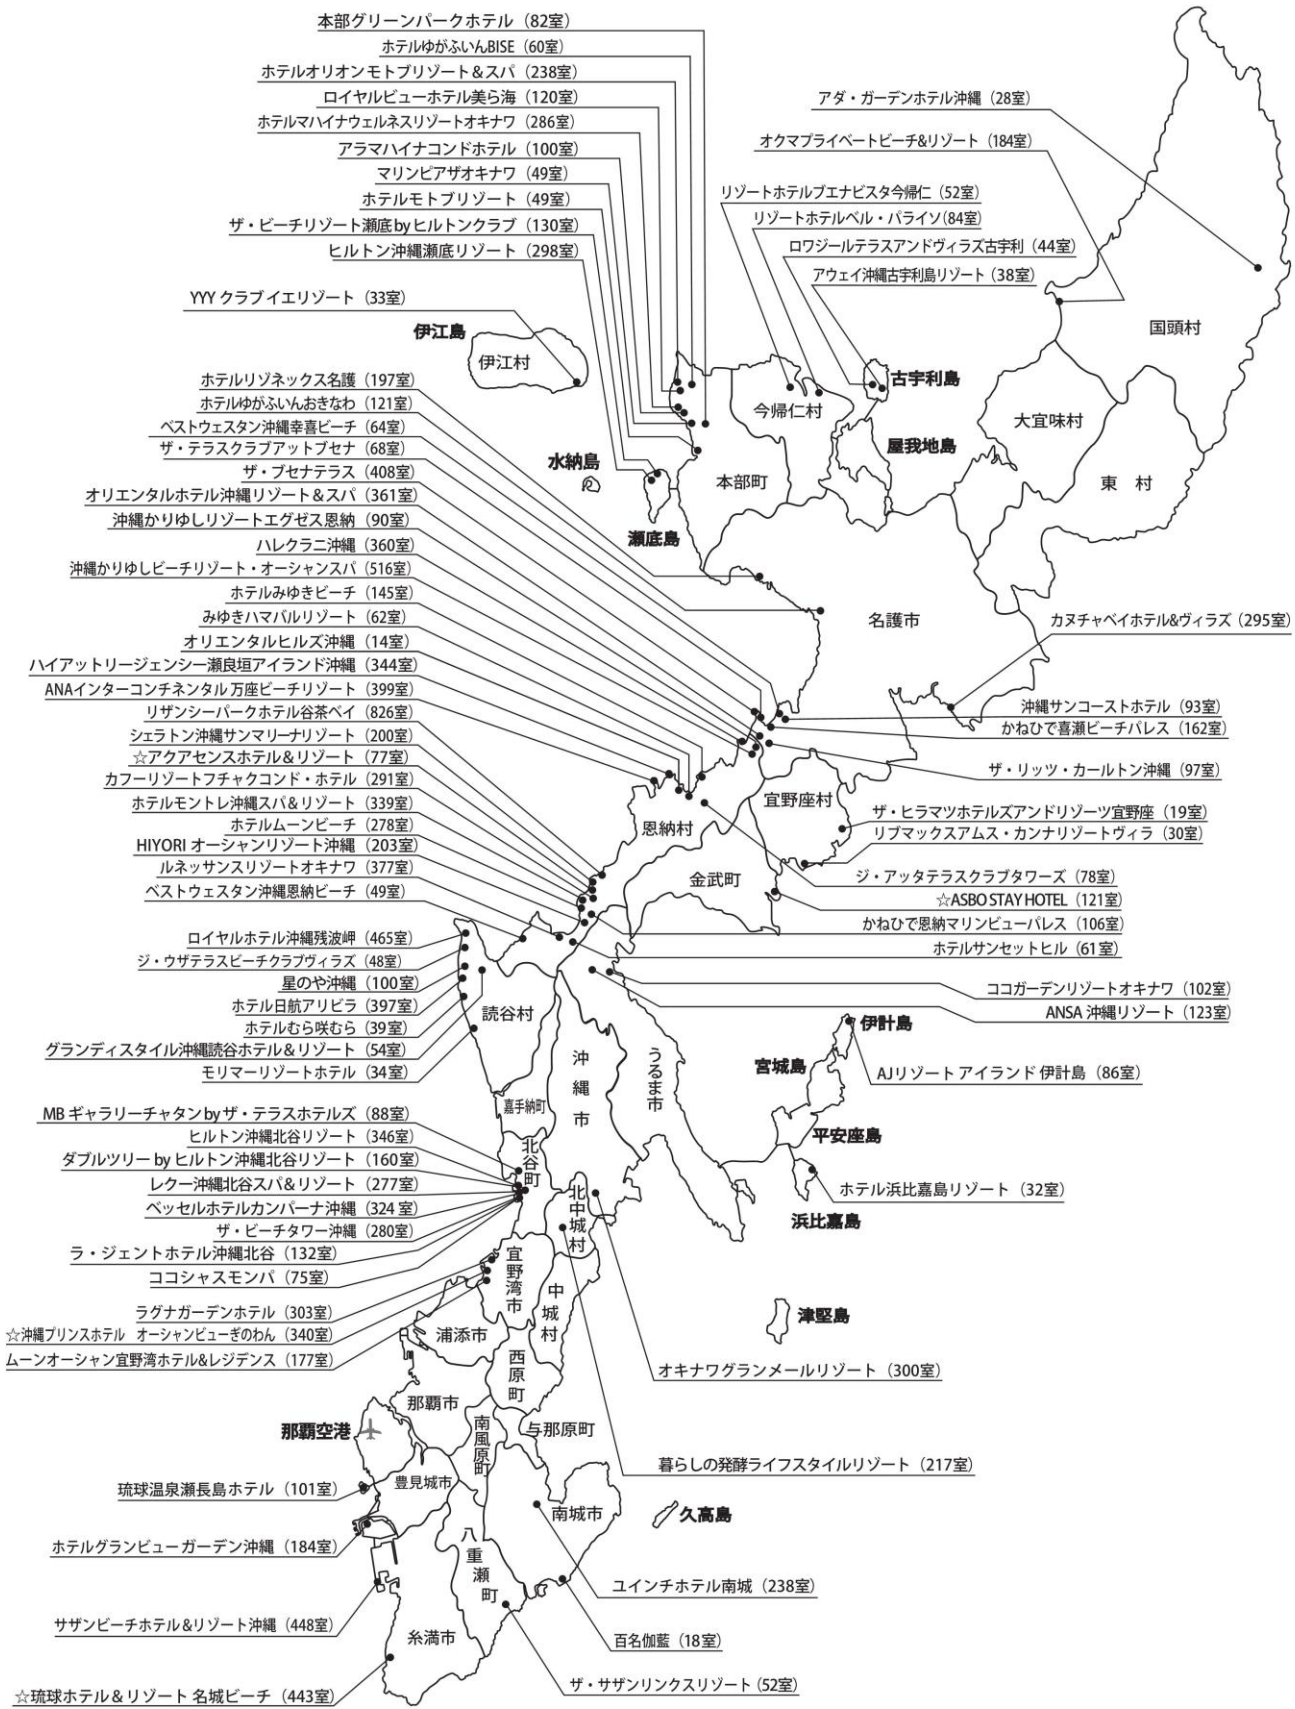 本部グリーンパークホテル（82室）
ホテルゆがふいんBISE（60室）
ホテルオリオンモトブリゾート＆スパ（238室）
ロイヤルビューホテル美ら海（120室）
ホテルマハイナウェルネスリゾートオキナワ（286室）
アラマハイナコンドホテル（100室）
マリンピアザオキナワ（49室）
ホテルモトブリゾート（49室）
ザ・ビーチリゾート瀬底byヒルトンクラブ（130室）
ヒルトン沖縄瀬底リゾート（298室）
YYY クラブイエリゾート（33室）
アダ・ガーデンホテル沖縄（28室）
オクマプライベートビーチ&リゾート（184室）
リゾートホテルブエナビスタ今帰仁（52室）
リゾートホテルベル・パライソ（84室）
ロワジールテラスアンドヴィラズ古宇利（44室）
アウェイ沖縄古宇利島リゾート（38室）
伊江島
伊江村
国頭村
古宇利島
今帰仁村
大宜味村
屋我地島
水納島
本部町
東　村
瀬底島
名護市
ホテルリゾネックス名護（197室）
ホテルゆがふいんおきなわ（121室）
ベストウェスタン沖縄幸喜ビーチ（64室）
ザ・テラスクラブアットブセナ（68室）
ザ・ブセナテラス（408室）
オリエンタルホテル沖縄リゾート＆スパ（361室）
沖縄かりゆしリゾートエグゼス恩納（90室）
ハレクラニ沖縄（360室）
沖縄かりゆしビーチリゾート・オーシャンスパ（516室）
ホテルみゆきビーチ（145室）
みゆきハマバルリゾート（62室）
オリエンタルヒルズ沖縄（14室）
ハイアットリージェンシー瀬良垣アイランド沖縄（344室）
ANAインターコンチネンタル万座ビーチリゾート（399室）
リザンシーパークホテル谷茶ベイ（826室）
シェラトン沖縄サンマリーナリゾート（200室）
☆アクアセンスホテル＆リゾート（77室）
カフーリゾートフチャクコンド・ホテル（291室）
ホテルモントレ沖縄スパ＆リゾート（339室）
ホテルムーンビーチ（278室）
HIYORI オーシャンリゾート沖縄（203室）
ルネッサンスリゾートオキナワ（377室）
ベストウェスタン沖縄恩納ビーチ（49室）
カヌチャベイホテル&ヴィラズ（295室）
沖縄サンコーストホテル（93室）
かねひで喜瀬ビーチパレス（162室）
ザ・リッツ・カールトン沖縄（97室）
宜野座村
ザ・ヒラマツホテルズアンドリゾーツ宜野座（19室）
リブマックスアムス・カンナリゾートヴィラ（30室）
恩納村
金武町
ジ・アッタテラスクラブタワーズ（78室）
☆ASBO STAY HOTEL（121室）
かねひで恩納マリンビューパレス（106室）
ホテルサンセットヒル（61室）
ココガーデンリゾートオキナワ（102室）
ANSA 沖縄リゾート（123室）
ロイヤルホテル沖縄残波岬（465室）
ジ・ウザテラスビーチクラブヴィラズ（48室）
星のや沖縄（100室）
ホテル日航アリビラ（397室）
ホテルむら咲むら（39室）
グランディスタイル沖縄読谷ホテル＆リゾート（54室）
モリマーリゾートホテル（34室）
読谷村
沖縄市
うるま市
伊計島
宮城島
AJリゾート アイランド 伊計島（86室）
平安座島
ホテル浜比嘉島リゾート（32室）
浜比嘉島
嘉手納町
北谷町
北中城村
MB ギャラリーチャタン by ザ・テラスホテルズ（88室）
ヒルトン沖縄北谷リゾート（346室）
ダブルツリー by ヒルトン沖縄北谷リゾート（160室）
レクー沖縄北谷スパ＆リゾート（277室）
ベッセルホテルカンパーナ沖縄（324室）
ザ・ビーチタワー沖縄（280室）
ラ・ジェントホテル沖縄北谷（132室）
ココシャスモンパ（75室）
ラグナガーデンホテル（303室）
☆沖縄プリンスホテル　オーシャンビューぎのわん（340室）
ムーンオーシャン宜野湾ホテル&レジデンス（177室）
宜野湾市
中城村
津堅島
浦添市
西原町
オキナワグランメールリゾート（300室）
那覇市
那覇空港
南風原町
与那原町
暮らしの発酵ライフスタイルリゾート（217室）
琉球温泉瀬長島ホテル（101室）
豊見城市
南城市
久高島
ホテルグランビューガーデン沖縄（184室）
八重瀬町
ユインチホテル南城（238室）
サザンビーチホテル＆リゾート沖縄（448室）
糸満市
百名伽藍（18室）
ザ・サザンリンクスリゾート（52室）
☆琉球ホテル＆リゾート 名城ビーチ（443室）